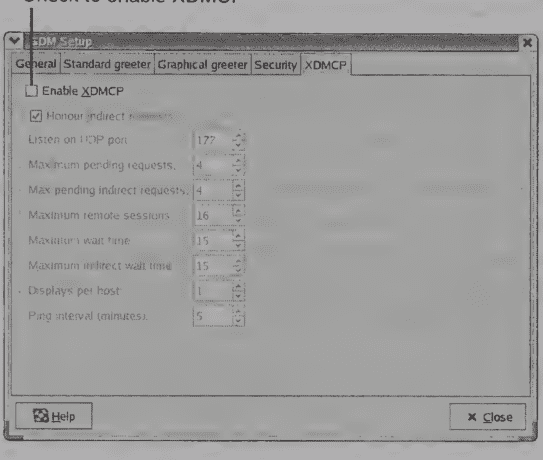 Check to enable XDMCP
GDM Setup
General Standard greeter Graphical greeter Security XDMCP
Enable XDMCP
Honour indirect requests
Listen on UDP port 177
Maximum pending requests: 4
Max pending indirect requests: 4
Maximum remote sessions 16
Maximum wait time 15
Maximum indirect wait time 15
Displays per host 1
Ping interval (minutes): 5
Help
Close